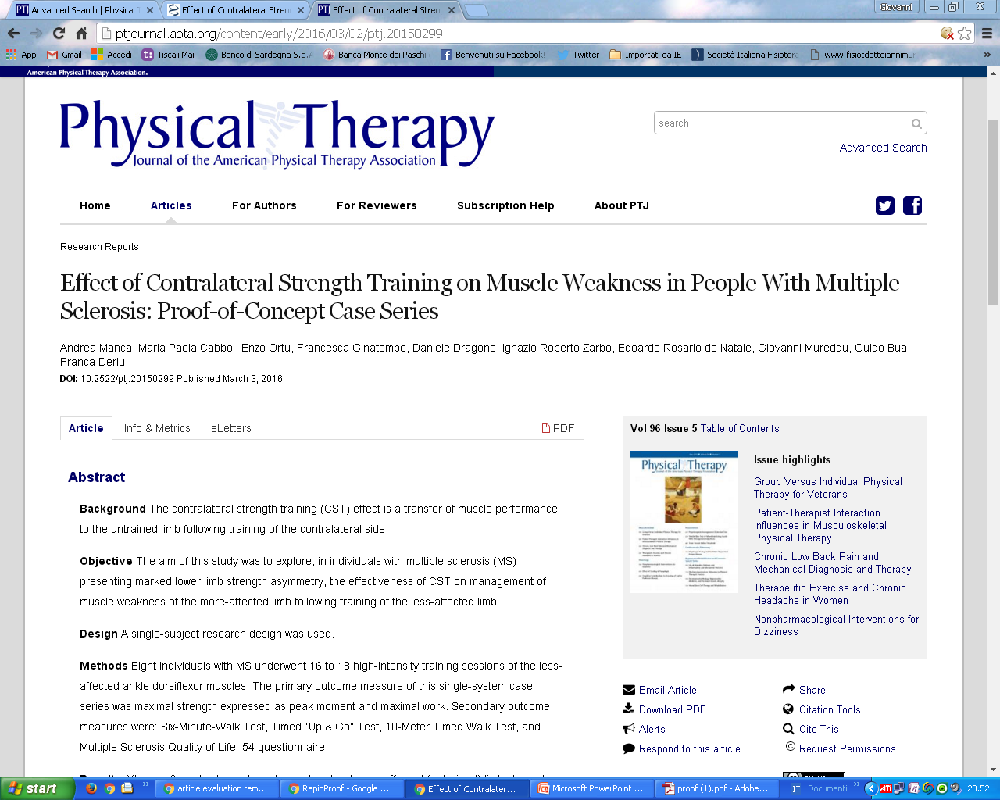 Advanced Search | Physical T
Effect of Contralateral Stren
Effect of Contralateral Stren
Giovanni
ptjournal.apta.org/content/early/2016/03/02/ptj.20150299
App Gmail Accedi Tiscali Mail Banco di Sardegna S.p.A Banca Monte dei Paschi Benvenuti su Facebook! Twitter Importati da IE Società Italiana Fisioter www.fisiotdottgiannimur »
American Physical Therapy Association
Physical Therapy
Journal of the American Physical Therapy Association
search
Advanced Search
Home Articles For Authors For Reviewers Subscription Help About PTJ
Research Reports
Effect of Contralateral Strength Training on Muscle Weakness in People With Multiple
Sclerosis: Proof-of-Concept Case Series
Andrea Manca, Maria Paola Cabboi, Enzo Ortu, Francesca Ginatempo, Daniele Dragone, Ignazio Roberto Zarbo, Edoardo Rosario de Natale, Giovanni Mureddu, Guido Bua,
Franca Deriu
DOI: 10.2522/ptj.20150299 Published March 3, 2016
Article Info & Metrics eLetters PDF
Abstract
Background The contralateral strength training (CST) effect is a transfer of muscle performance
to the untrained limb following training of the contralateral side.
Objective The aim of this study was to explore, in individuals with multiple sclerosis (MS)
presenting marked lower limb strength asymmetry, the effectiveness of CST on management of
muscle weakness of the more-affected limb following training of the less-affected limb.
Design A single-subject research design was used.
Methods Eight individuals with MS underwent 16 to 18 high-intensity training sessions of the less-
affected ankle dorsiflexor muscles. The primary outcome measure of this single-system case
series was maximal strength expressed as peak moment and maximal work. Secondary outcome
measures were: Six-Minute-Walk Test, Timed "Up & Go" Test, 10-Meter Timed Walk Test, and
Multiple Sclerosis Quality of Life–54 questionnaire.
Vol 96 Issue 5 Table of Contents
Physical Therapy
Issue highlights
Group Versus Individual Physical
Therapy for Veterans
Patient-Therapist Interaction
Influences in Musculoskeletal
Physical Therapy
Chronic Low Back Pain and
Mechanical Diagnosis and Therapy
Therapeutic Exercise and Chronic
Headache in Women
Nonpharmacological Interventions for
Dizziness
Email Article
Download PDF
Alerts
Respond to this article
Share
Citation Tools
Cite This
Request Permissions
start
article evaluation tem...
RapidProof - Google ...
Effect of Contralater...
Microsoft PowerPoint ...
proof (1).pdf - Adobe...
IT Documenti »
20.52